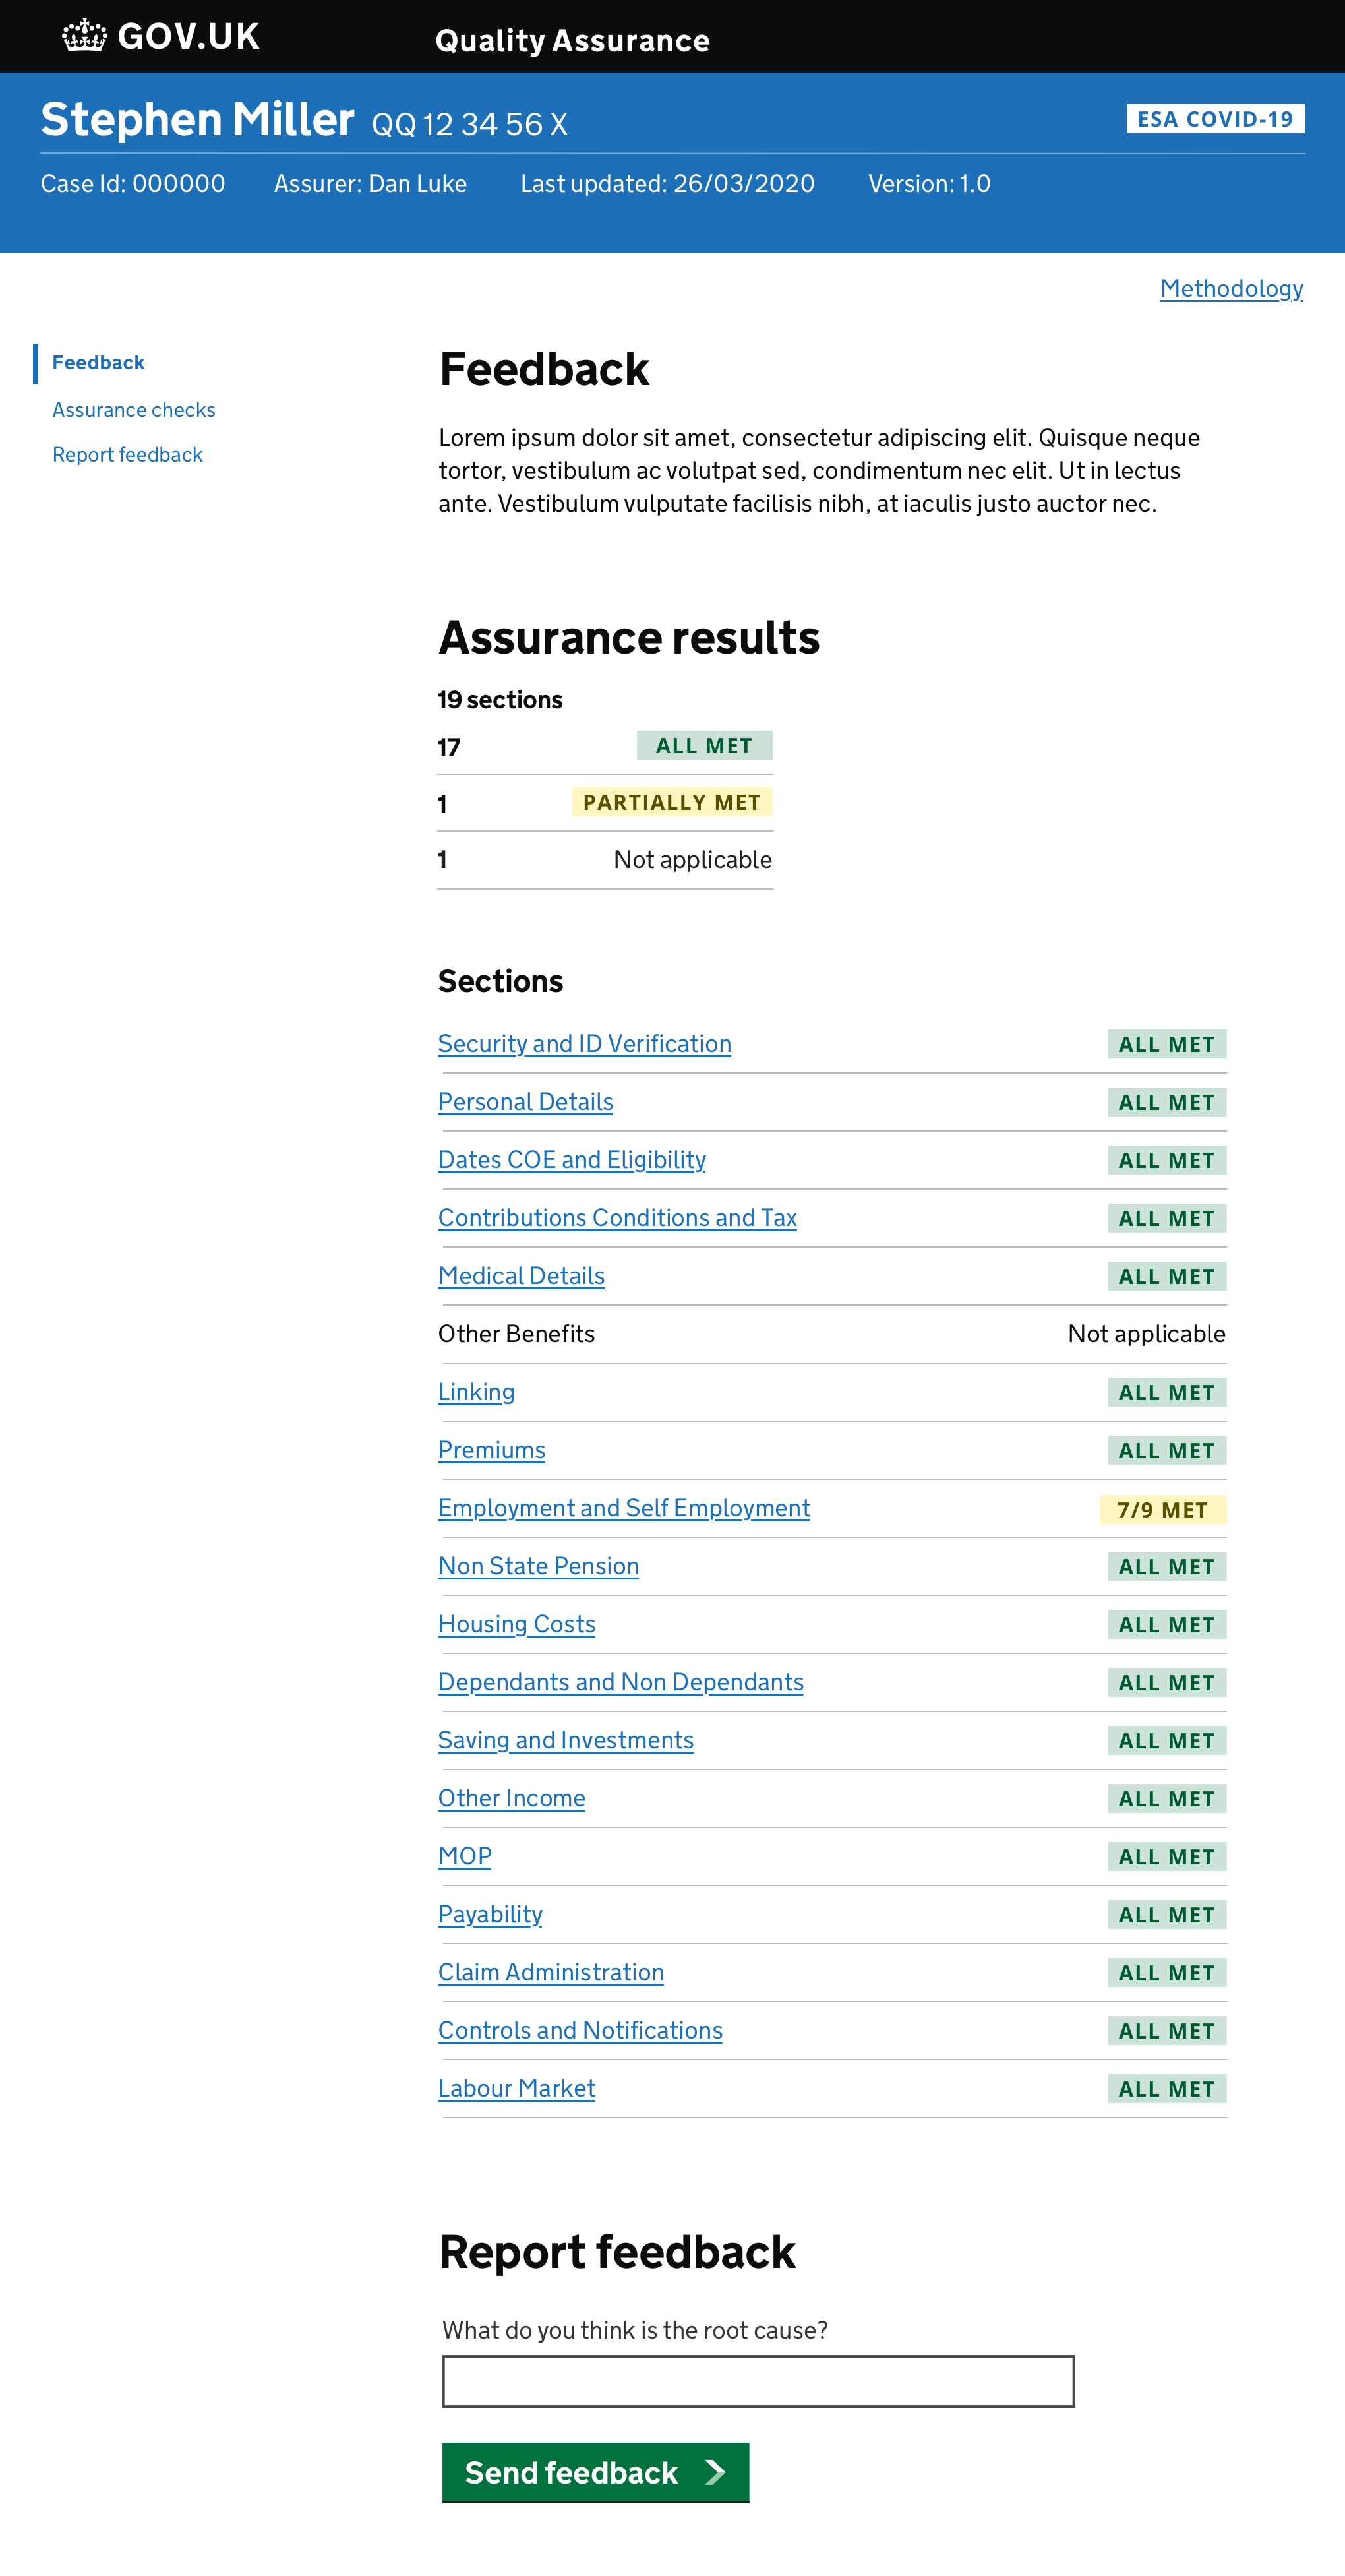 GOV.UK
Quality Assurance
Stephen Miller QQ 12 34 56 X
ESA COVID-19
Case Id: 000000 Assurer: Dan Luke Last updated: 26/03/2020 Version: 1.0
Methodology
Feedback
Assurance checks
Report feedback
Feedback
Lorem ipsum dolor sit amet, consectetur adipiscing elit. Quisque neque
tortor, vestibulum ac volutpat sed, condimentum nec elit. Ut in lectus
ante. Vestibulum vulputate facilisis nibh, at iaculis justo auctor nec.
Assurance results
19 sections
17 ALL MET
1 PARTIALLY MET
1 Not applicable
Sections
Security and ID Verification ALL MET
Personal Details ALL MET
Dates COE and Eligibility ALL MET
Contributions Conditions and Tax ALL MET
Medical Details ALL MET
Other Benefits Not applicable
Linking ALL MET
Premiums ALL MET
Employment and Self Employment 7/9 MET
Non State Pension ALL MET
Housing Costs ALL MET
Dependants and Non Dependants ALL MET
Saving and Investments ALL MET
Other Income ALL MET
MOP ALL MET
Payability ALL MET
Claim Administration ALL MET
Controls and Notifications ALL MET
Labour Market ALL MET
Report feedback
What do you think is the root cause?
Send feedback